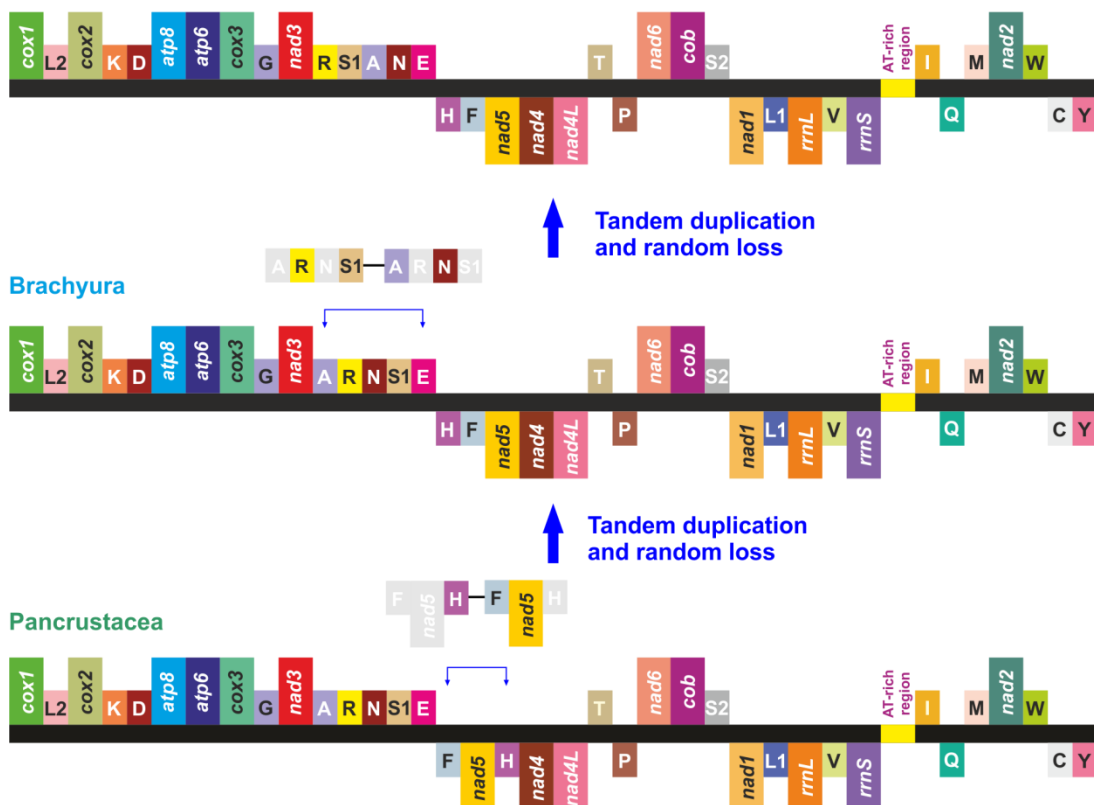 cox1 L2 cox2 K D atp8 atp6 cox3 G nad3 R S1 A N E T nad6 cob S2 AT-rich region I M nad2 W
H F nad5 nad4 nad4L P nad1 L1 rrnL V rrnS Q C Y
Tandem duplication
and random loss
A R N S1 A R N S1
Brachyura
cox1 L2 cox2 K D atp8 atp6 cox3 G nad3 A R N S1 E T nad6 cob S2 AT-rich region I M nad2 W
H F nad5 nad4 nad4L P nad1 L1 rrnL V rrnS Q C Y
Tandem duplication
and random loss
F nad5 H F nad5 H
Pancrustacea
cox1 L2 cox2 K D atp8 atp6 cox3 G nad3 A R N S1 E T nad6 cob S2 AT-rich region I M nad2 W
F nad5 H nad4 nad4L P nad1 L1 rrnL V rrnS Q C Y